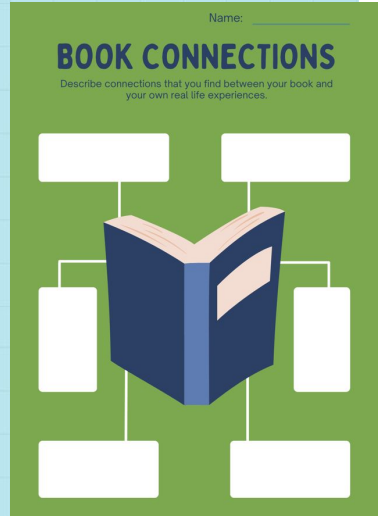 Name:
BOOK CONNECTIONS
Describe connections that you find between your book and
your own real life experiences.